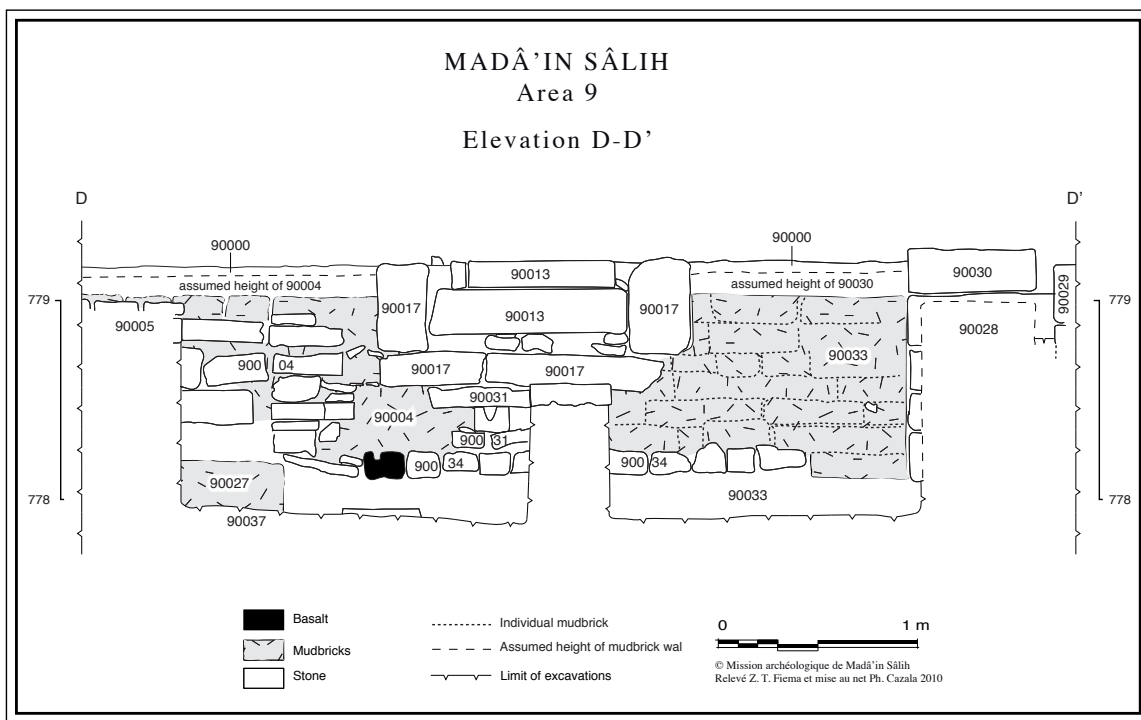 MADÂ'IN SÂLIH
Area 9
Elevation D-D'
D
D'
90000
90000
90013
90030
assumed height of 90004
assumed height of 90030
90029
779
779
90017
90013
90017
90005
90028
90033
900 04
90017
90017
90031
90004
900 31
900 34
900 34
90027
90033
778
778
90037
Basalt
Mudbricks
Stone
Individual mudbrick
Assumed height of mudbrick wal
Limit of excavations
0 1 m
© Mission archéologique de Madâ'in Sâlih
Relevé Z. T. Fiema et mise au net Ph. Cazala 2010